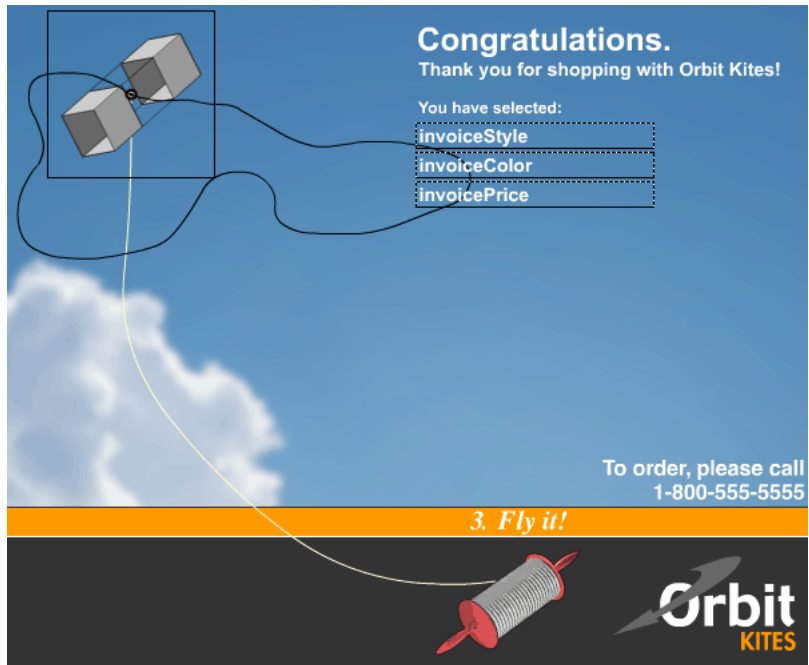 Congratulations.
Thank you for shopping with Orbit Kites!
You have selected:
invoiceStyle
invoiceColor
invoicePrice
To order, please call
1-800-555-5555
3. Fly it!
Orbit
KITES